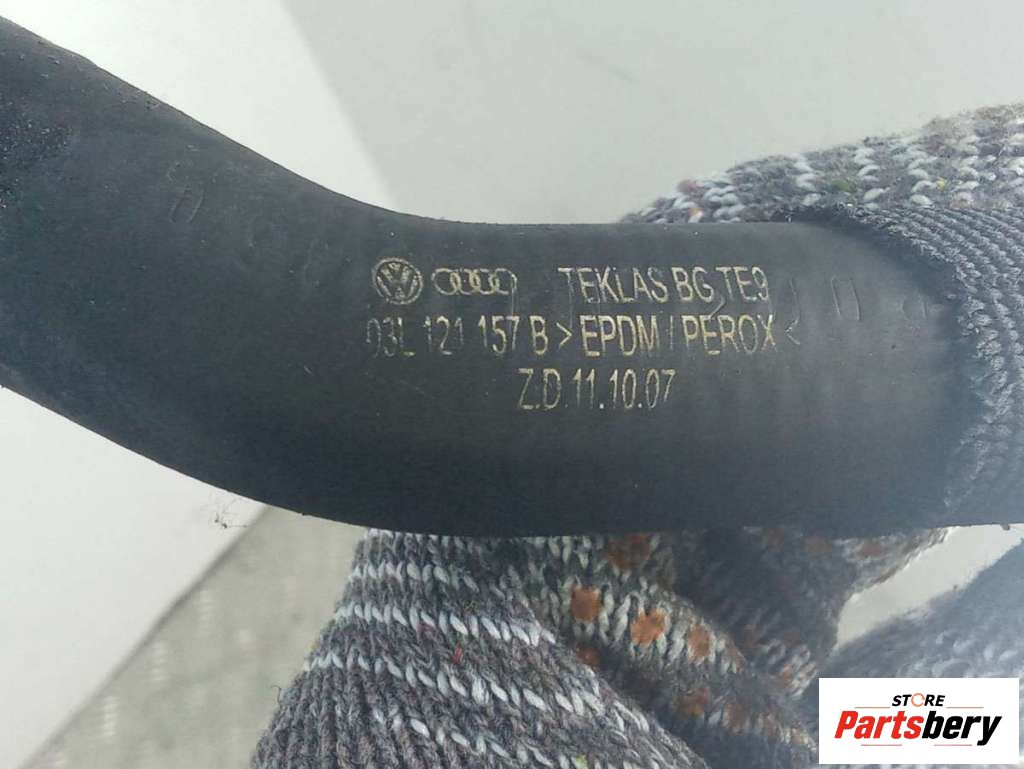 TEKLAS BG TE9
03L 121 157 B > EPDM / PEROX <
Z.D.11.10.07
STORE
Partsbery